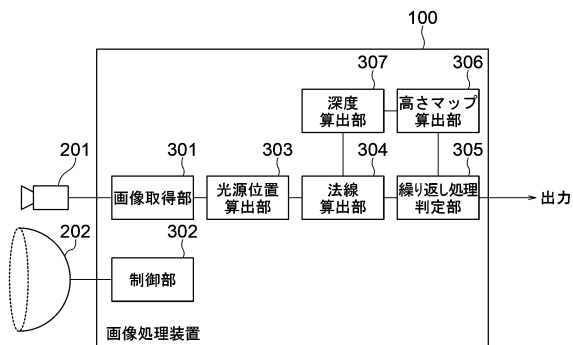 100
307
306
深度
算出部
高さマップ
算出部
201
301
303
304
305
画像取得部
光源位置
算出部
法線
算出部
繰り返し処理
判定部
出力
202
302
制御部
画像処理装置